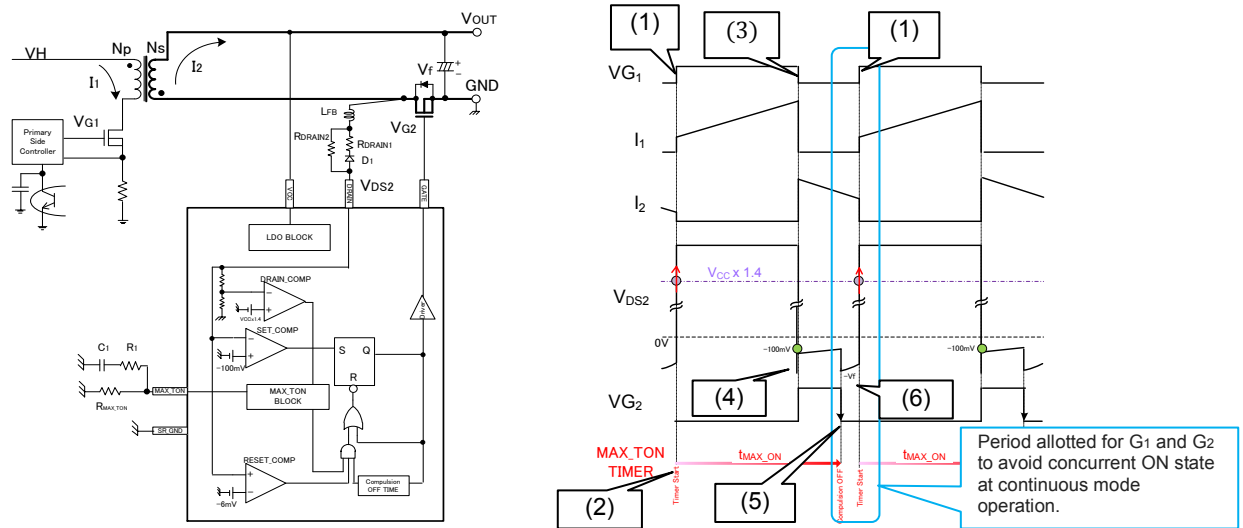 VOUT
Np
Ns
VH
I2
I1
Vf
+
−
GND
VG1
LFB
VG2
Primary
Side
Controller
RDRAIN2
RDRAIN1
D1
VDS2
VCC
DRAIN
GATE
LDO BLOCK
DRAIN_COMP
−
+
VCC×1.4
Driver
SET_COMP
−
+
-100mV
S
Q
R
C1
R1
MAX_TON
MAX_TON
BLOCK
RMAX_TON
SR_GND
RESET_COMP
−
+
-6mV
Compulsion
OFF TIME
(1)
(3)
(1)
VG1
I1
I2
VCC x 1.4
VDS2
0V
-100mV
-100mV
-Vf
(4)
(6)
VG2
MAX_TON
TIMER
tMAX_ON
tMAX_ON
Timer Start
Compulsion OFF
Timer Start
(2)
(5)
Period allotted for G1 and G2
to avoid concurrent ON state
at continuous mode
operation.